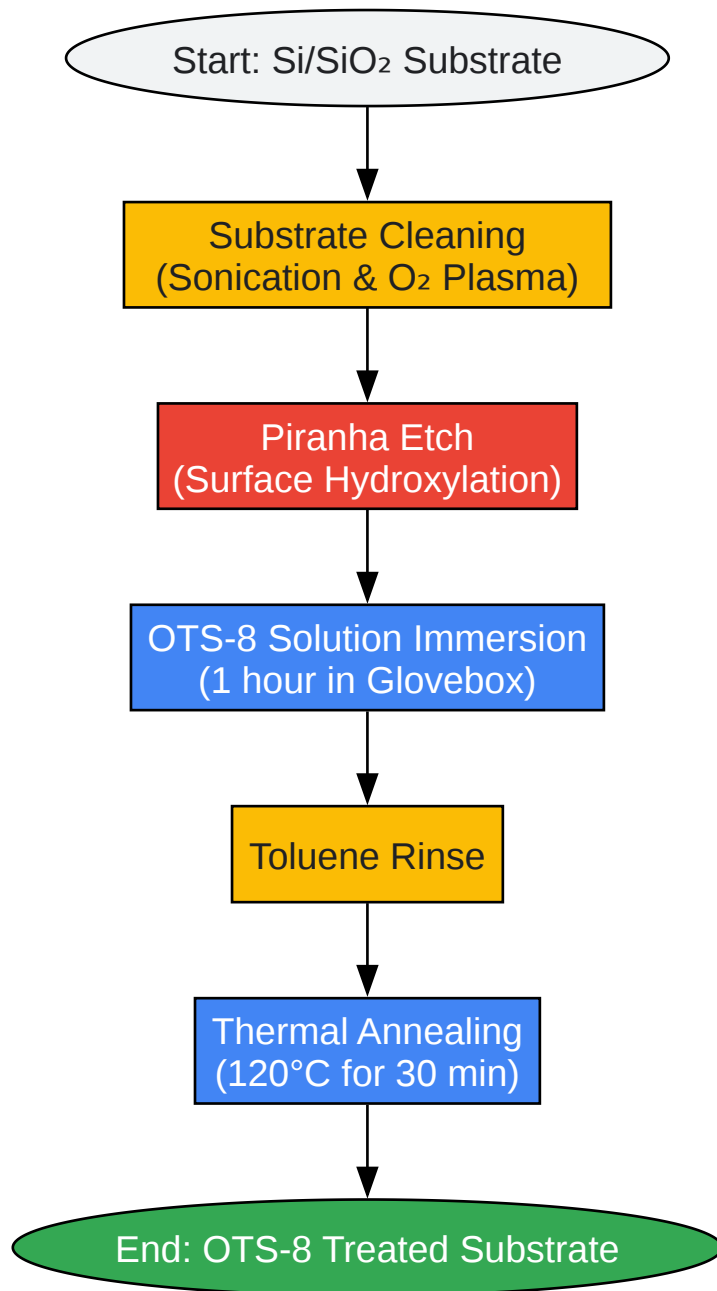 Start: Si/SiO₂ Substrate
Substrate Cleaning
(Sonication & O₂ Plasma)
Piranha Etch
(Surface Hydroxylation)
OTS-8 Solution Immersion
(1 hour in Glovebox)
Toluene Rinse
Thermal Annealing
(120°C for 30 min)
End: OTS-8 Treated Substrate